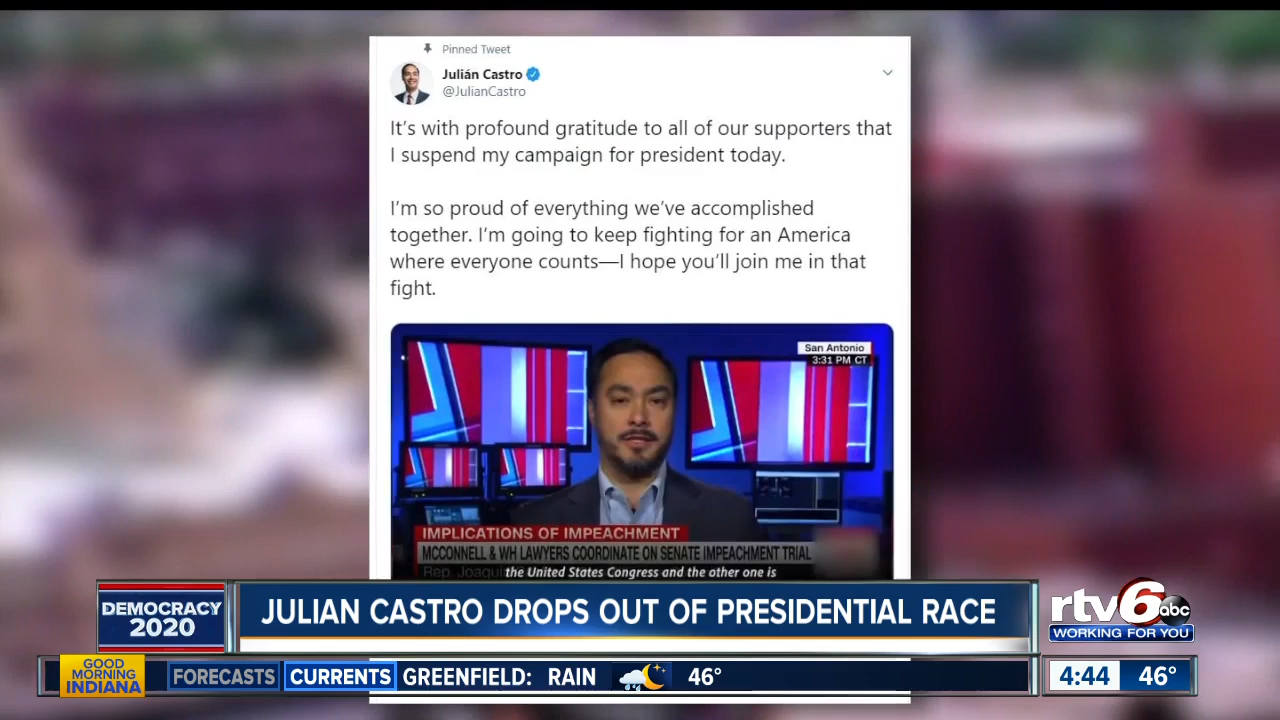 Pinned Tweet
Julián Castro
@JulianCastro
It's with profound gratitude to all of our supporters that
I suspend my campaign for president today.
I'm so proud of everything we've accomplished
together. I'm going to keep fighting for an America
where everyone counts—I hope you'll join me in that
fight.
San Antonio
3:31 PM CT
IMPLICATIONS OF IMPEACHMENT
MCCONNELL & WH LAWYERS COORDINATE ON SENATE IMPEACHMENT TRIAL
Rep. Joaqui
the United States Congress and the other one is
DEMOCRACY
2020
JULIAN CASTRO DROPS OUT OF PRESIDENTIAL RACE
rtv6 abc
WORKING FOR YOU
GOOD
MORNING
INDIANA
FORECASTS CURRENTS GREENFIELD: RAIN 46°
4:44 46°